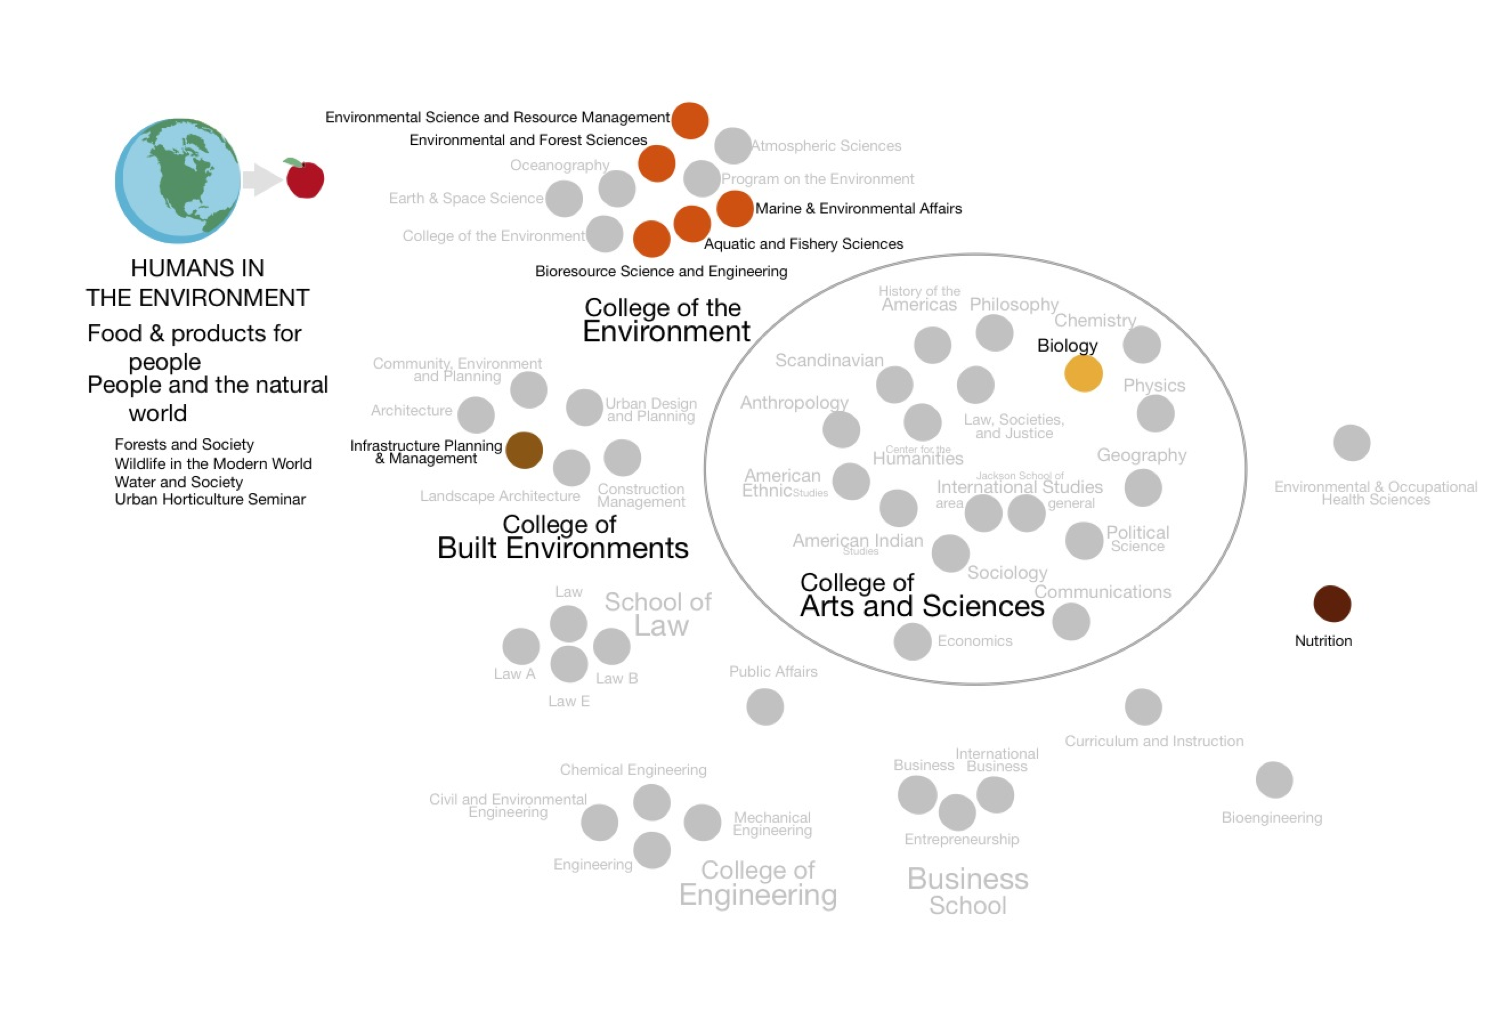 HUMANS IN
THE ENVIRONMENT
Food & products for
people
People and the natural
world
Forests and Society
Wildlife in the Modern World
Water and Society
Urban Horticulture Seminar
Environmental Science and Resource Management
Environmental and Forest Sciences
Atmospheric Sciences
Oceanography
Program on the Environment
Earth & Space Science
Marine & Environmental Affairs
College of the Environment
Aquatic and Fishery Sciences
Bioresource Science and Engineering
College of the
Environment
Community, Environment
and Planning
Architecture
Urban Design
and Planning
Infrastructure Planning
& Management
Landscape Architecture
Construction
Management
College of
Built Environments
History of the
Americas
Philosophy
Chemistry
Biology
Scandinavian
Physics
Anthropology
Law, Societies,
and Justice
Center for the
Humanities
Geography
American
Ethnic Studies
Jackson School of
International Studies
area
general
American Indian
Studies
Political
Science
Sociology
College of
Arts and Sciences
Communications
Economics
Environmental & Occupational
Health Sciences
Nutrition
Law
School of
Law
Law A
Law B
Law E
Public Affairs
Curriculum and Instruction
Chemical Engineering
Civil and Environmental
Engineering
Mechanical
Engineering
Engineering
College of
Engineering
International
Business
Business
Entrepreneurship
Business
School
Bioengineering